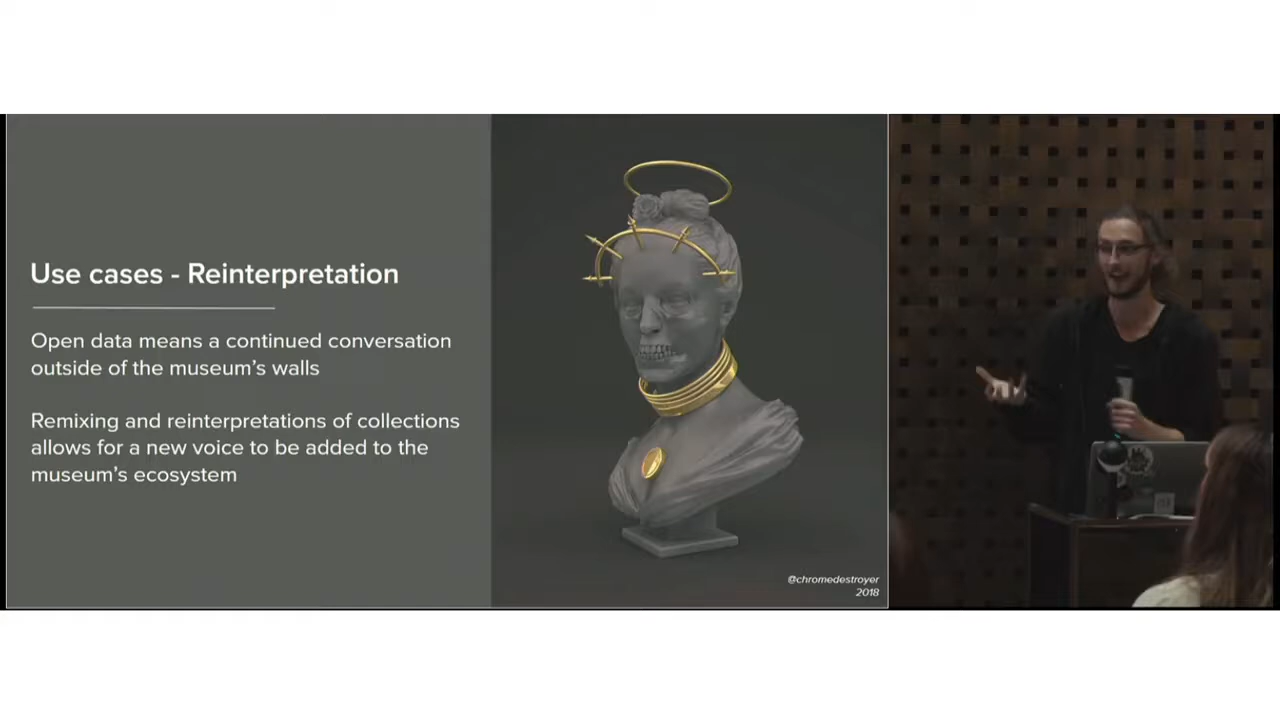 Use cases - Reinterpretation
Open data means a continued conversation
outside of the museum's walls
Remixing and reinterpretations of collections
allows for a new voice to be added to the
museum's ecosystem
@chromedestroyer
2018